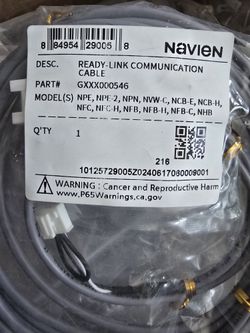 8 84954 29005 8
NAVIEN
DESC. READY-LINK COMMUNICATION
CABLE
PART# GXXX000546
MODEL(S) NPE, NPE-2, NPN, NVW-C, NCB-E, NCB-H,
NFC, NFC-H, NFB, NFB-H, NFB-C, NHB
Q'TY 1
216
10125729005Z0240617080009001
WARNING: Cancer and Reproductive Harm
www.P65Warnings.ca.gov